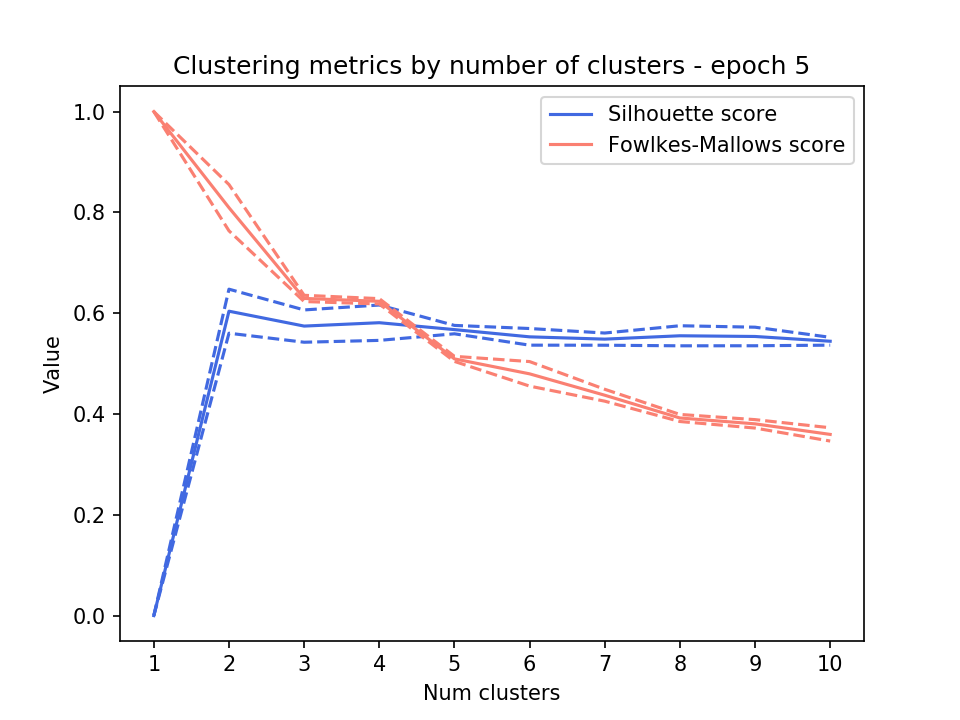 Clustering metrics by number of clusters - epoch 5
Silhouette score
Fowlkes-Mallows score
1.0
0.8
0.6
0.4
0.2
0.0
Value
1 2 3 4 5 6 7 8 9 10
Num clusters